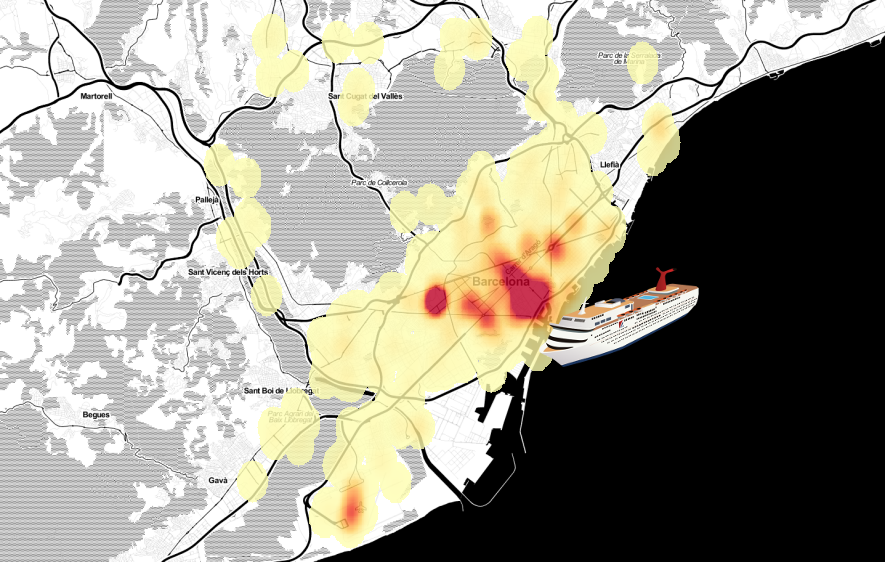 Parc de la Serralada
de Marina
Martorell
Sant Cugat del Vallès
Llefià
Parc de Collcerola
Pallejà
Sant Vicenç dels Horts
Barcelona
Sant Boi de Llobregat
Parc Agrari del
Baix Llobregat
Begues
Gavà